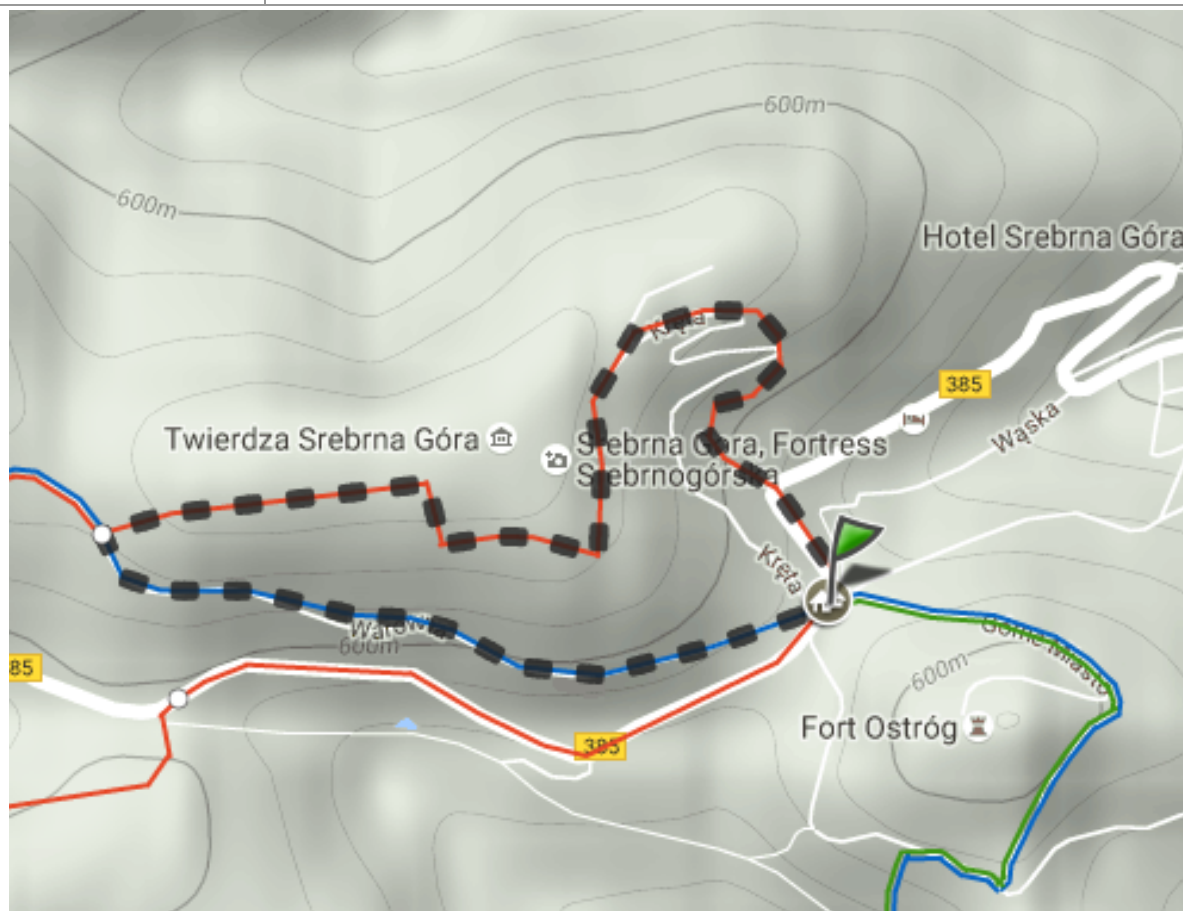 600m
600m
Hotel Srebrna Góra
Kręta
385
Wąska
Twierdza Srebrna Góra
Srebrna Góra, Fortress
Srebrnogórska
Kręta
Górne Miasto
600m
600m
85
385
Fort Ostróg